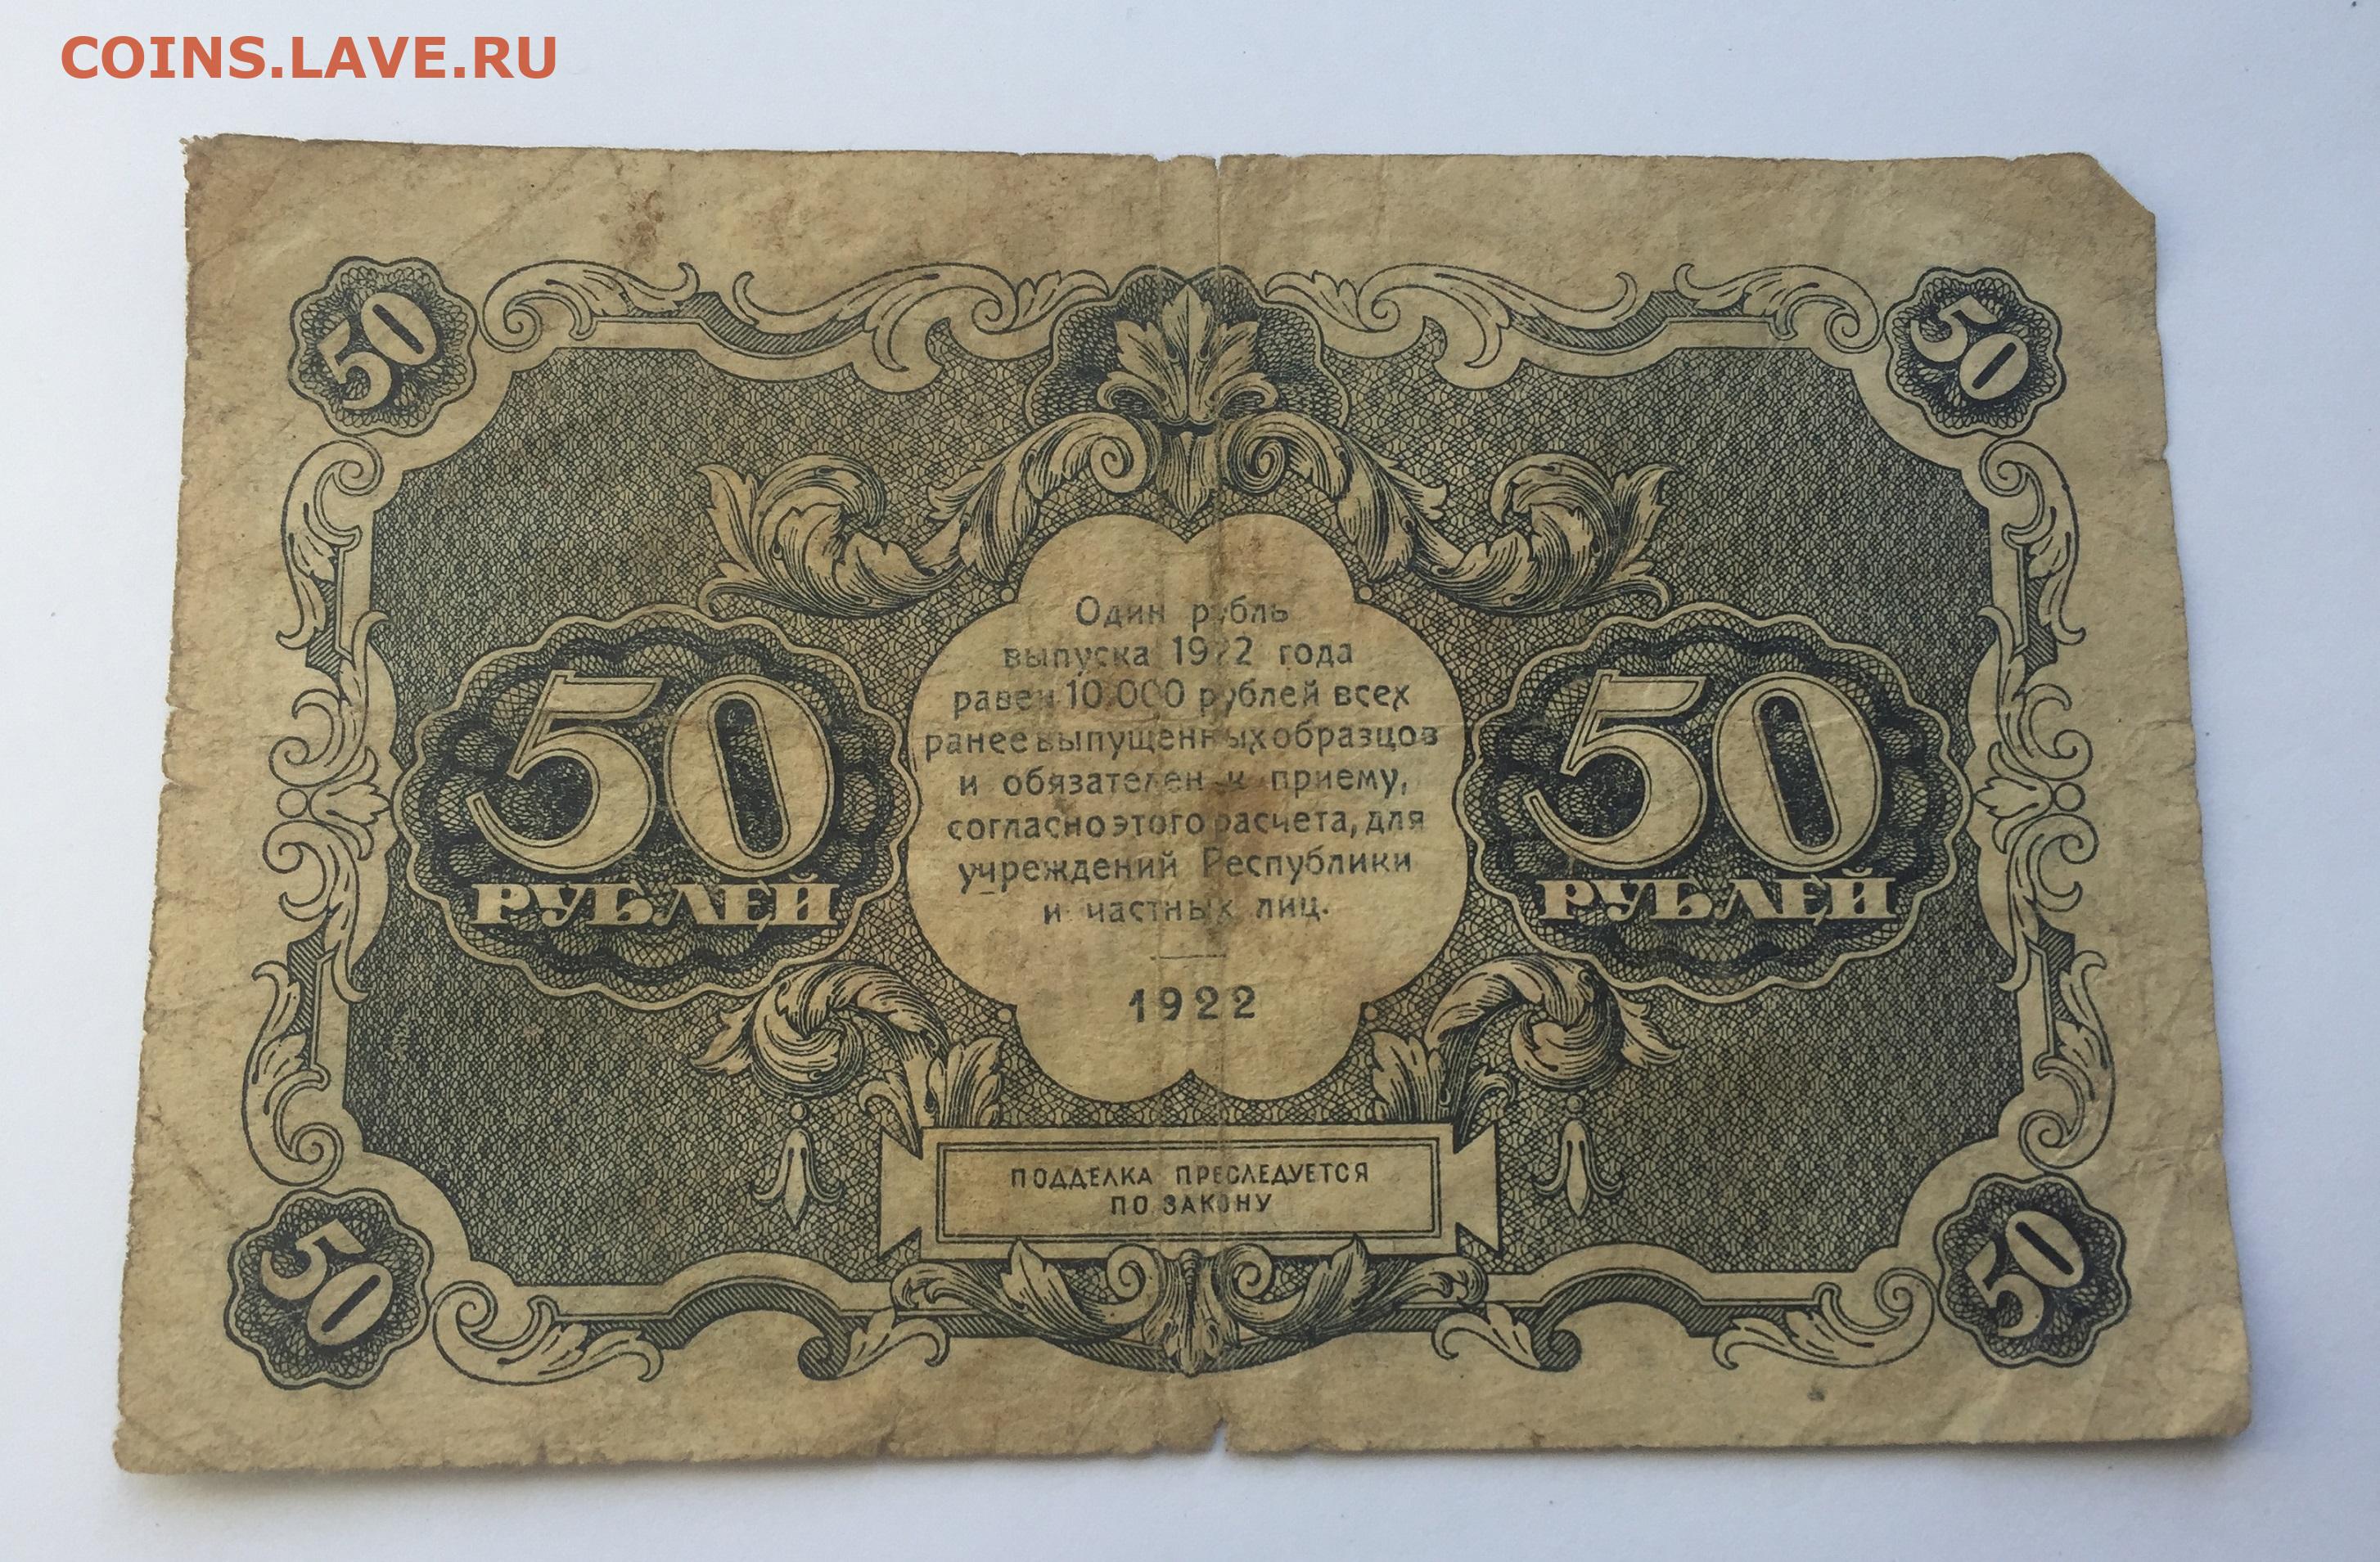 COINS.LAVE.RU
50
50
Один рубль
выпуска 1922 года
равен 10.000 рублей всех
ранее выпущенных образцов
и обязателен к приему,
согласно этого расчета, для
учреждений Республики
и частных лиц.
1922
50
РУБЛЕЙ
50
РУБЛЕЙ
ПОДДЕЛКА ПРЕСЛЕДУЕТСЯ
ПО ЗАКОНУ
50
50